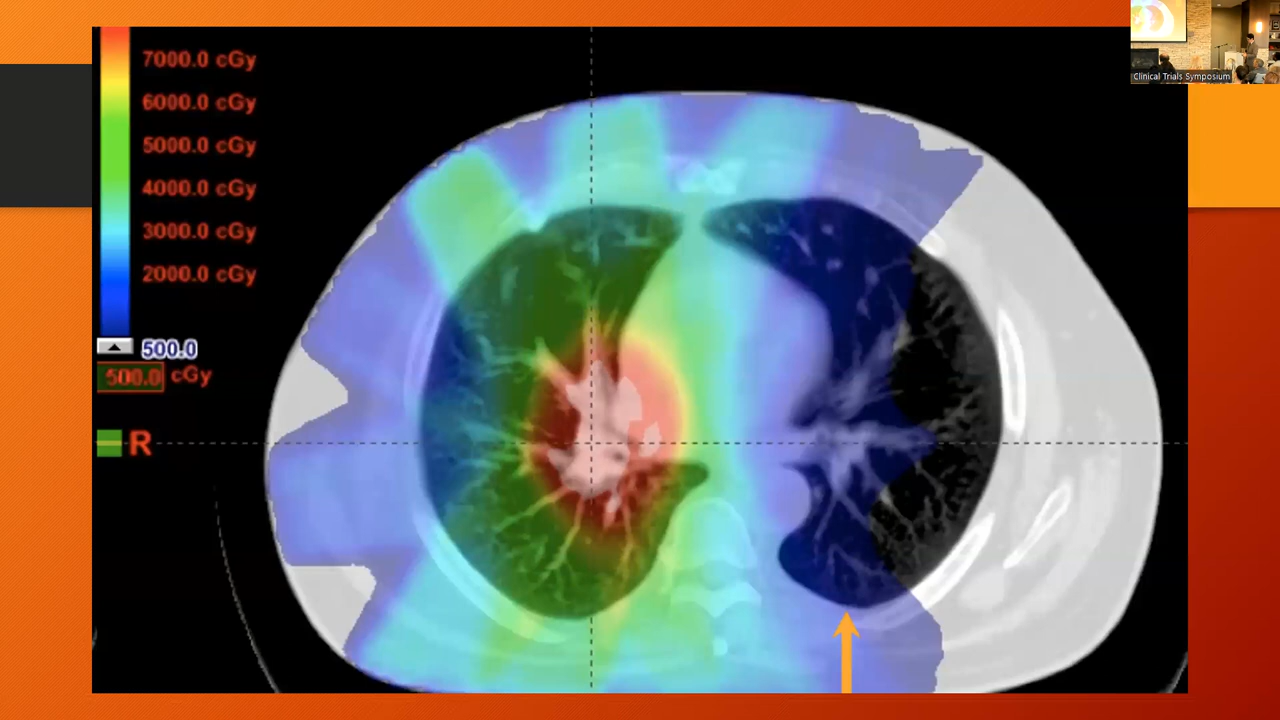 7000.0 cGy
6000.0 cGy
5000.0 cGy
4000.0 cGy
3000.0 cGy
2000.0 cGy
500.0
500.0 cGy
R
Clinical Trials Symposium